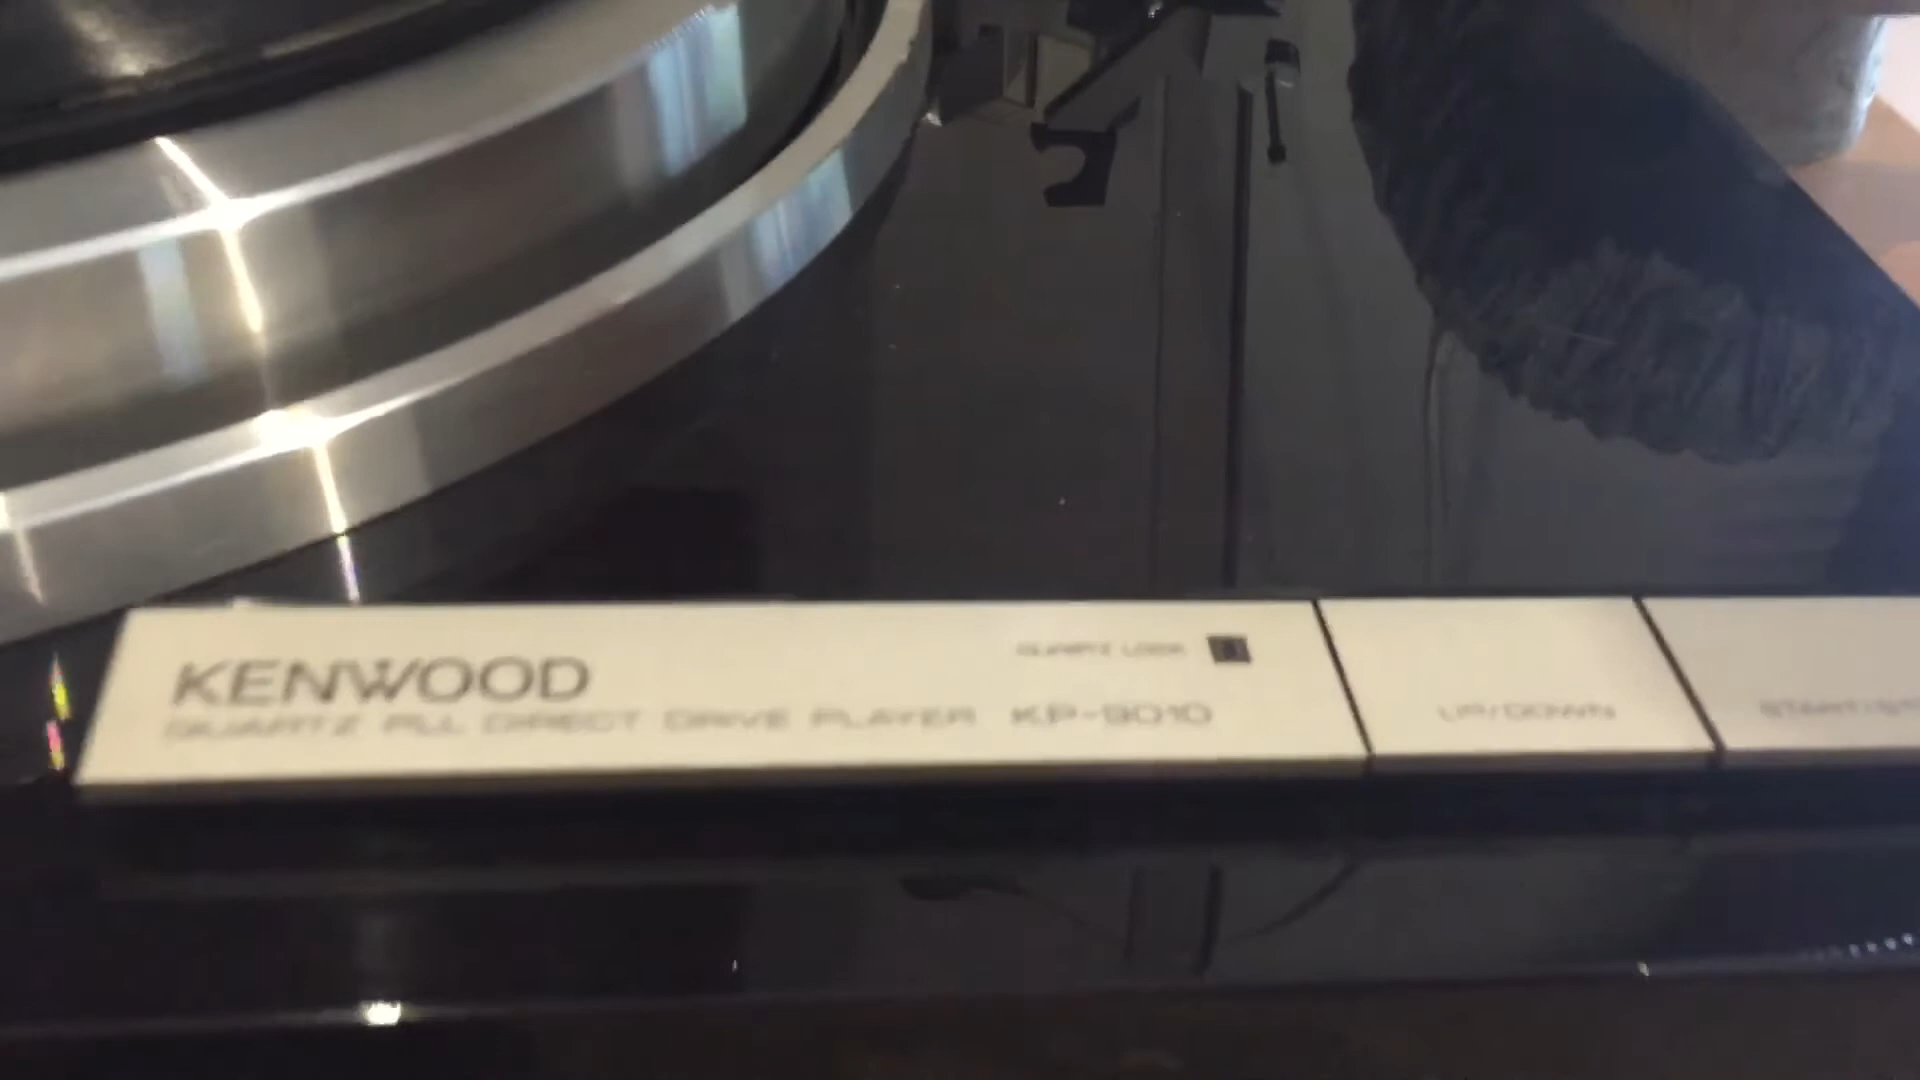 KENWOOD
QUARTZ LOCK
QUARTZ PLL DIRECT DRIVE PLAYER KP-9010
UP/DOWN